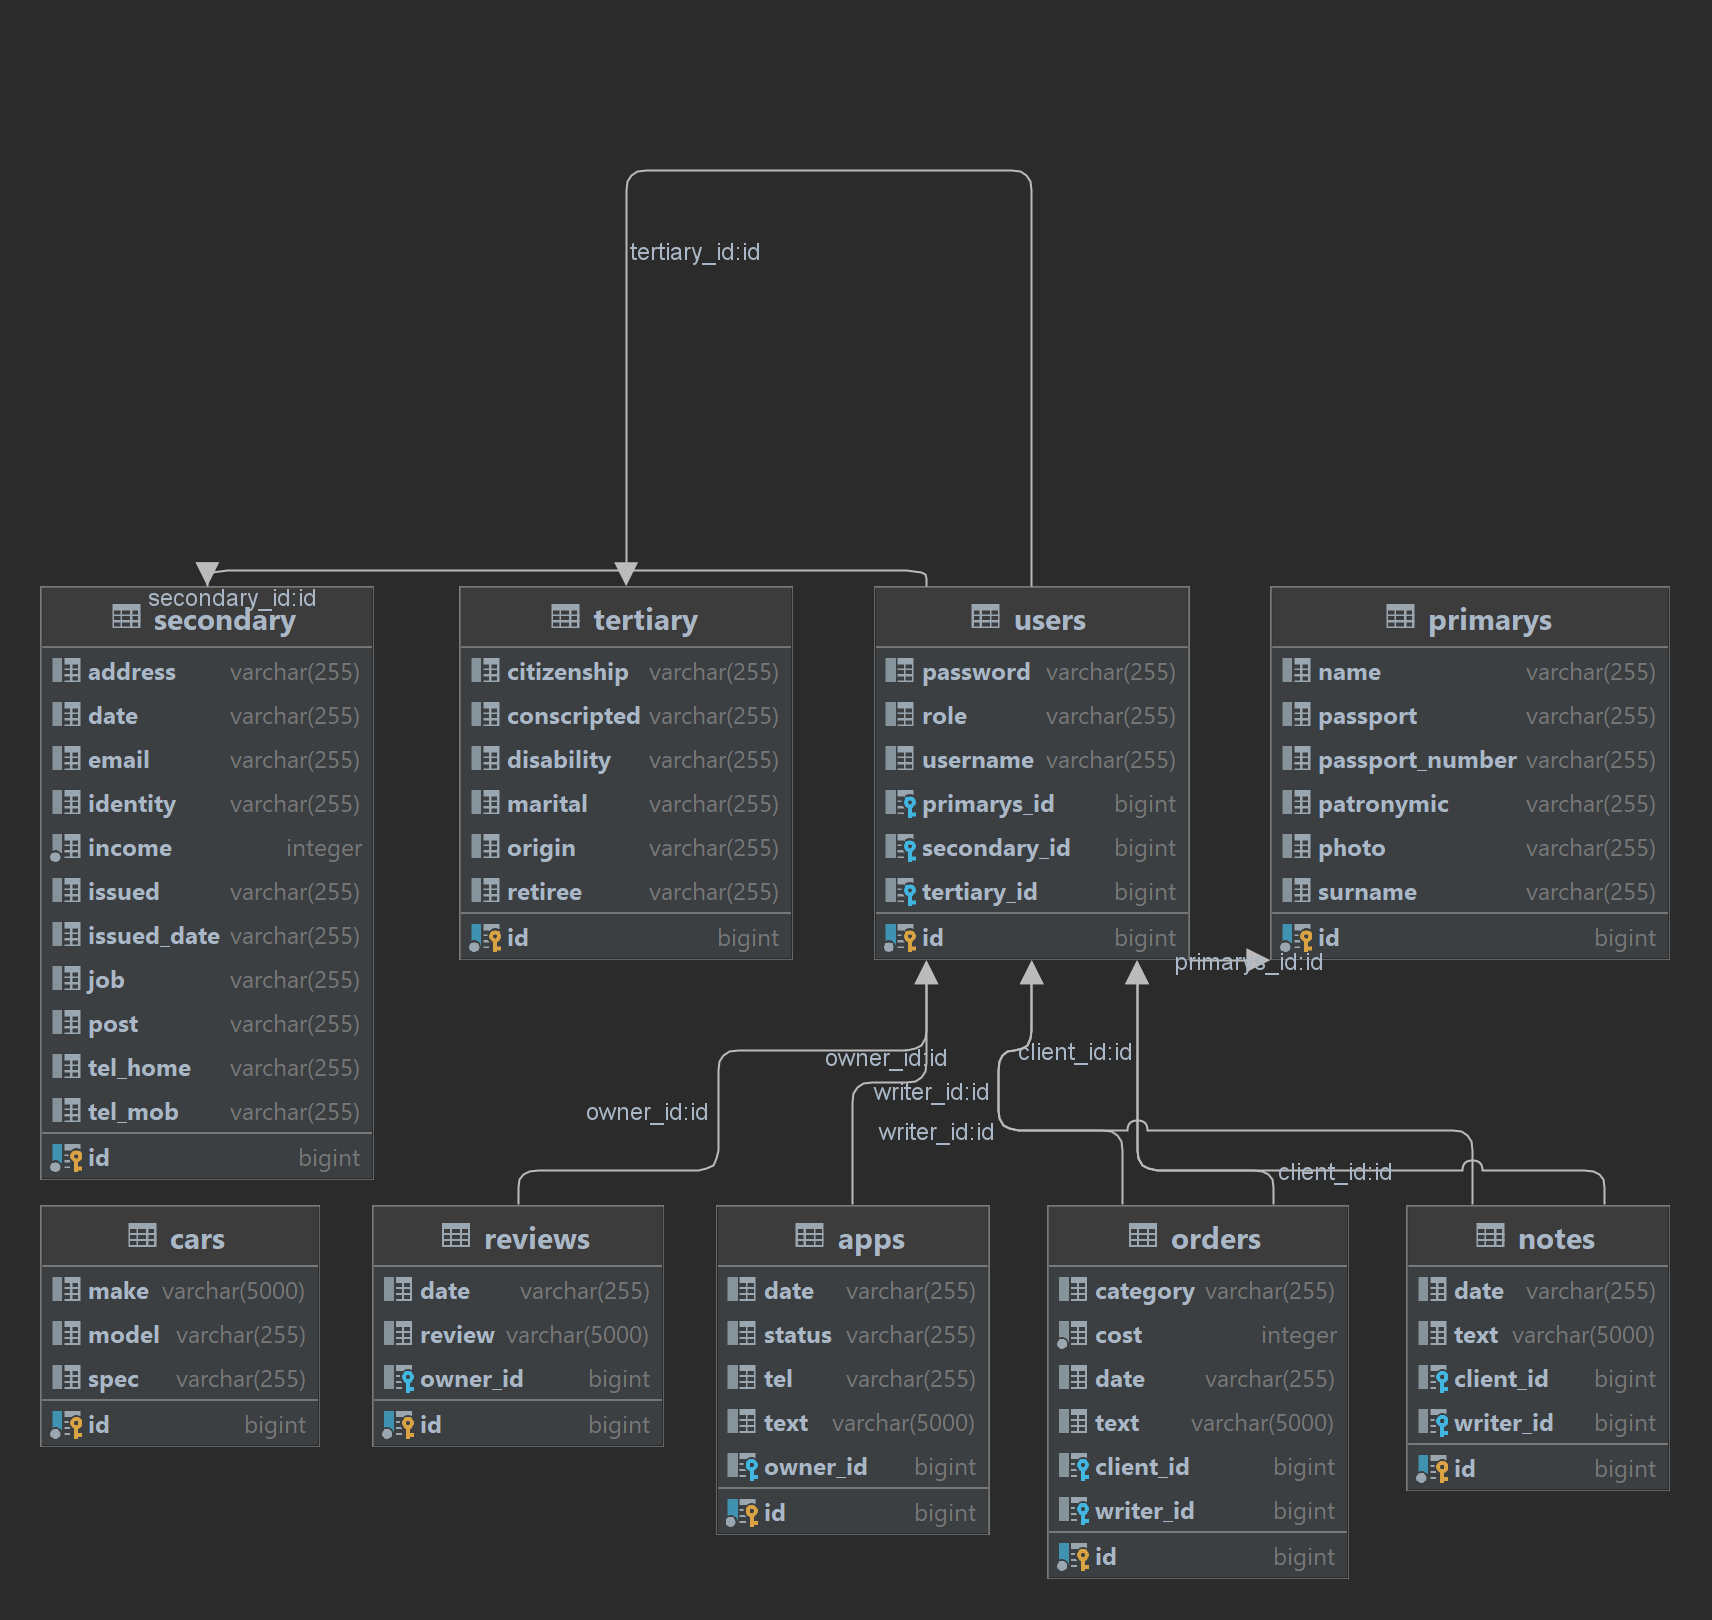 tertiary_id:id
secondary_id:id
secondary
address varchar(255)
date varchar(255)
email varchar(255)
identity varchar(255)
income integer
issued varchar(255)
issued_date varchar(255)
job varchar(255)
post varchar(255)
tel_home varchar(255)
tel_mob varchar(255)
id bigint
tertiary
citizenship varchar(255)
conscripted varchar(255)
disability varchar(255)
marital varchar(255)
origin varchar(255)
retiree varchar(255)
id bigint
users
password varchar(255)
role varchar(255)
username varchar(255)
primarys_id bigint
secondary_id bigint
tertiary_id bigint
id bigint
primarys
name varchar(255)
passport varchar(255)
passport_number varchar(255)
patronymic varchar(255)
photo varchar(255)
surname varchar(255)
id bigint
primarys_id:id
owner_id:id
client_id:id
writer_id:id
owner_id:id
writer_id:id
client_id:id
cars
make varchar(5000)
model varchar(255)
spec varchar(255)
id bigint
reviews
date varchar(255)
review varchar(5000)
owner_id bigint
id bigint
apps
date varchar(255)
status varchar(255)
tel varchar(255)
text varchar(5000)
owner_id bigint
id bigint
orders
category varchar(255)
cost integer
date varchar(255)
text varchar(5000)
client_id bigint
writer_id bigint
id bigint
notes
date varchar(255)
text varchar(5000)
client_id bigint
writer_id bigint
id bigint